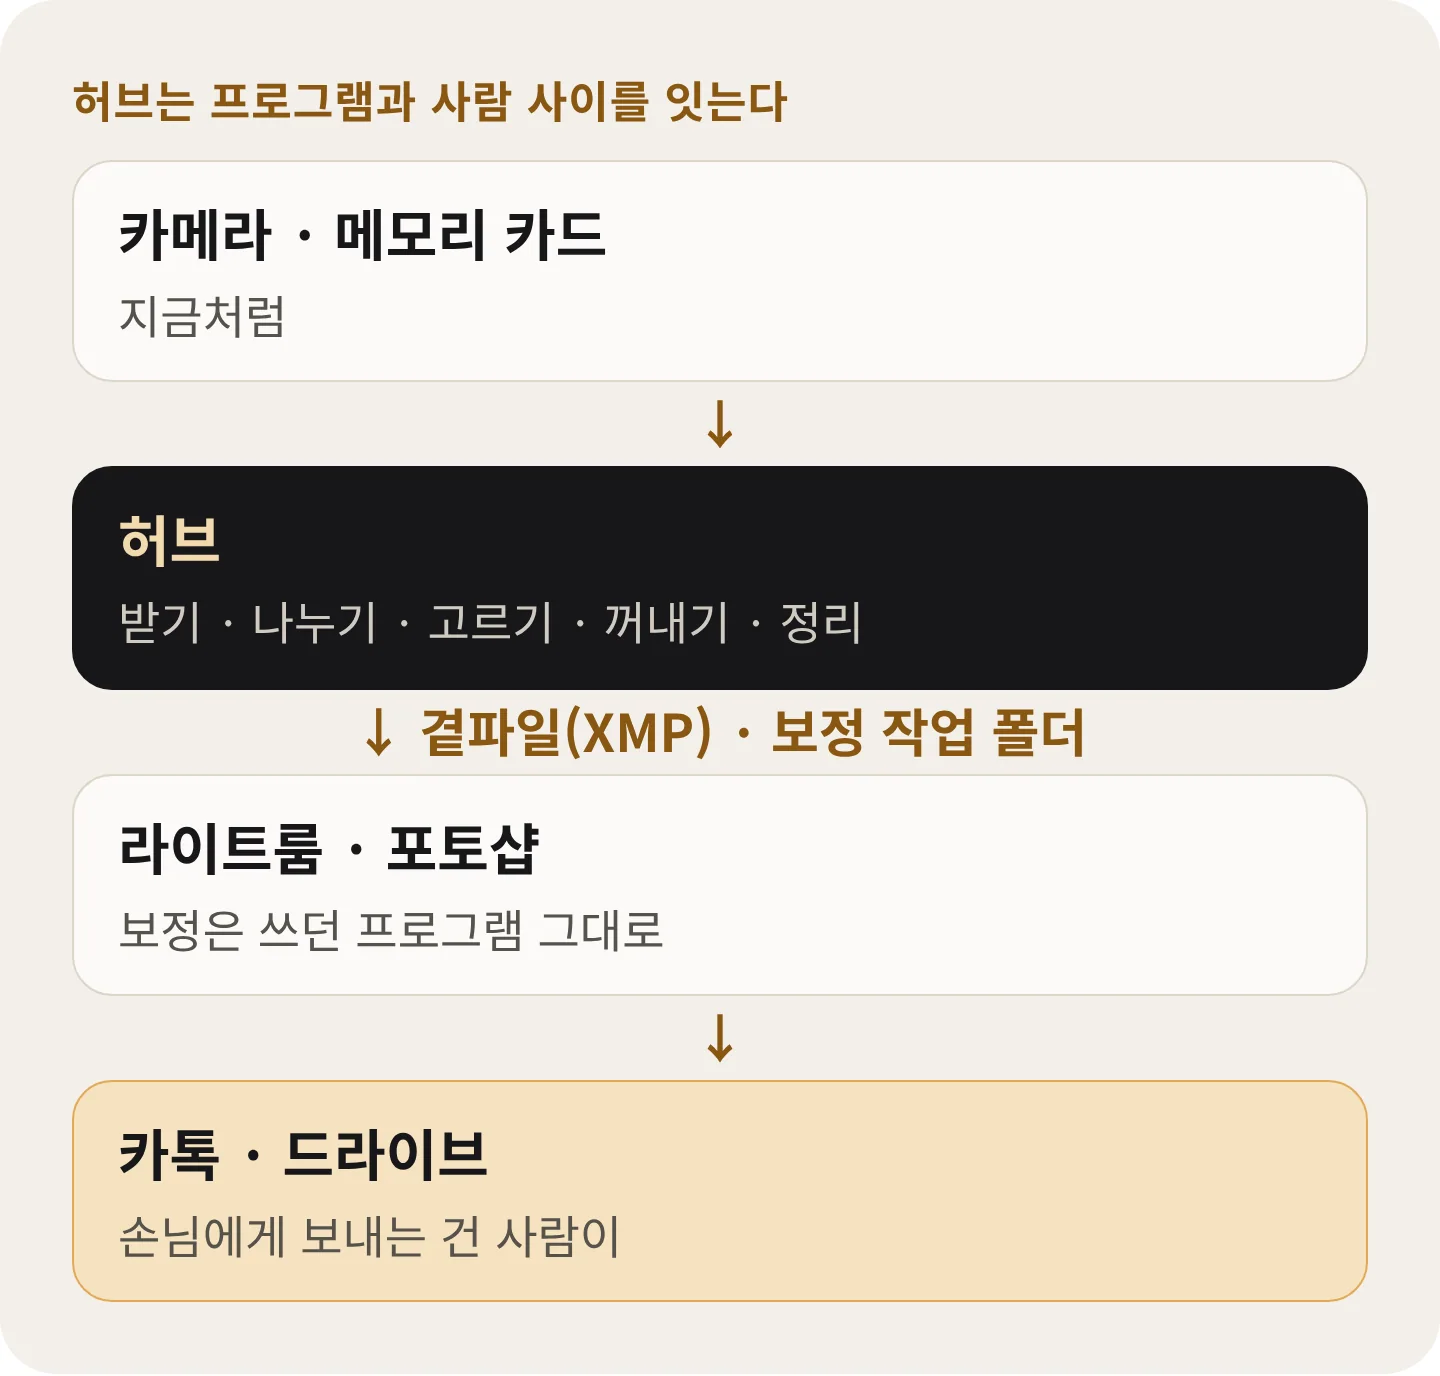 허브는 프로그램과 사람 사이를 잇는다
카메라 · 메모리 카드
지금처럼
↓
허브
받기 · 나누기 · 고르기 · 꺼내기 · 정리
↓ 곁파일(XMP) · 보정 작업 폴더
라이트룸 · 포토샵
보정은 쓰던 프로그램 그대로
↓
카톡 · 드라이브
손님에게 보내는 건 사람이